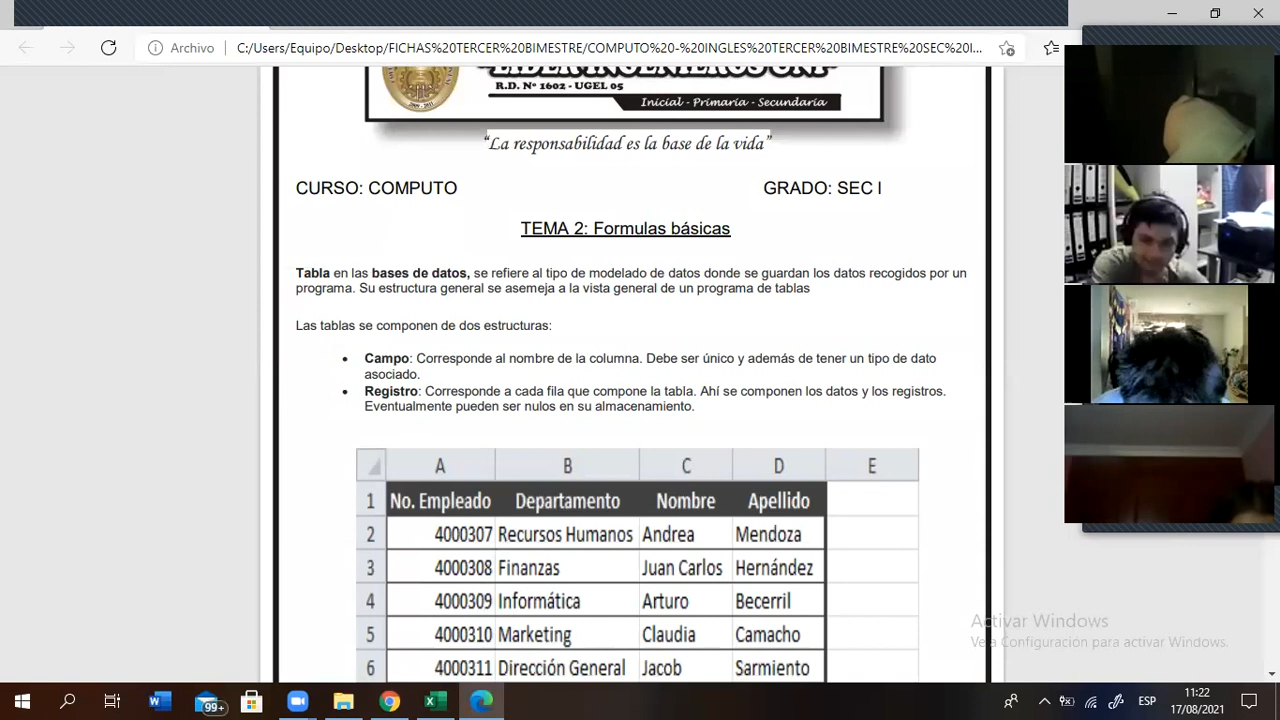 Archivo
C:/Users/Equipo/Desktop/FICHAS%20TERCER%20BIMESTRE/COMPUTO%20-%20INGLES%20TERCER%20BIMESTRE%20SEC%20I...
"LIDER INGENIEROS UNI"
R.D. Nº 1602 - UGEL 05
Inicial - Primaria - Secundaria
“La responsabilidad es la base de la vida”
CURSO: COMPUTO GRADO: SEC I
TEMA 2: Formulas básicas
Tabla en las bases de datos, se refiere al tipo de modelado de datos donde se guardan los datos recogidos por un
programa. Su estructura general se asemeja a la vista general de un programa de tablas
Las tablas se componen de dos estructuras:
• Campo: Corresponde al nombre de la columna. Debe ser único y además de tener un tipo de dato
asociado.
• Registro: Corresponde a cada fila que compone la tabla. Ahí se componen los datos y los registros.
Eventualmente pueden ser nulos en su almacenamiento.
A B C D E
1 No. Empleado Departamento Nombre Apellido
2 4000307 Recursos Humanos Andrea Mendoza
3 4000308 Finanzas Juan Carlos Hernández
4 4000309 Informática Arturo Becerril
5 4000310 Marketing Claudia Camacho
6 4000311 Dirección General Jacob Sarmiento
Activar Windows
Ve a Configuración para activar Windows.
99+
ESP
11:22
17/08/2021